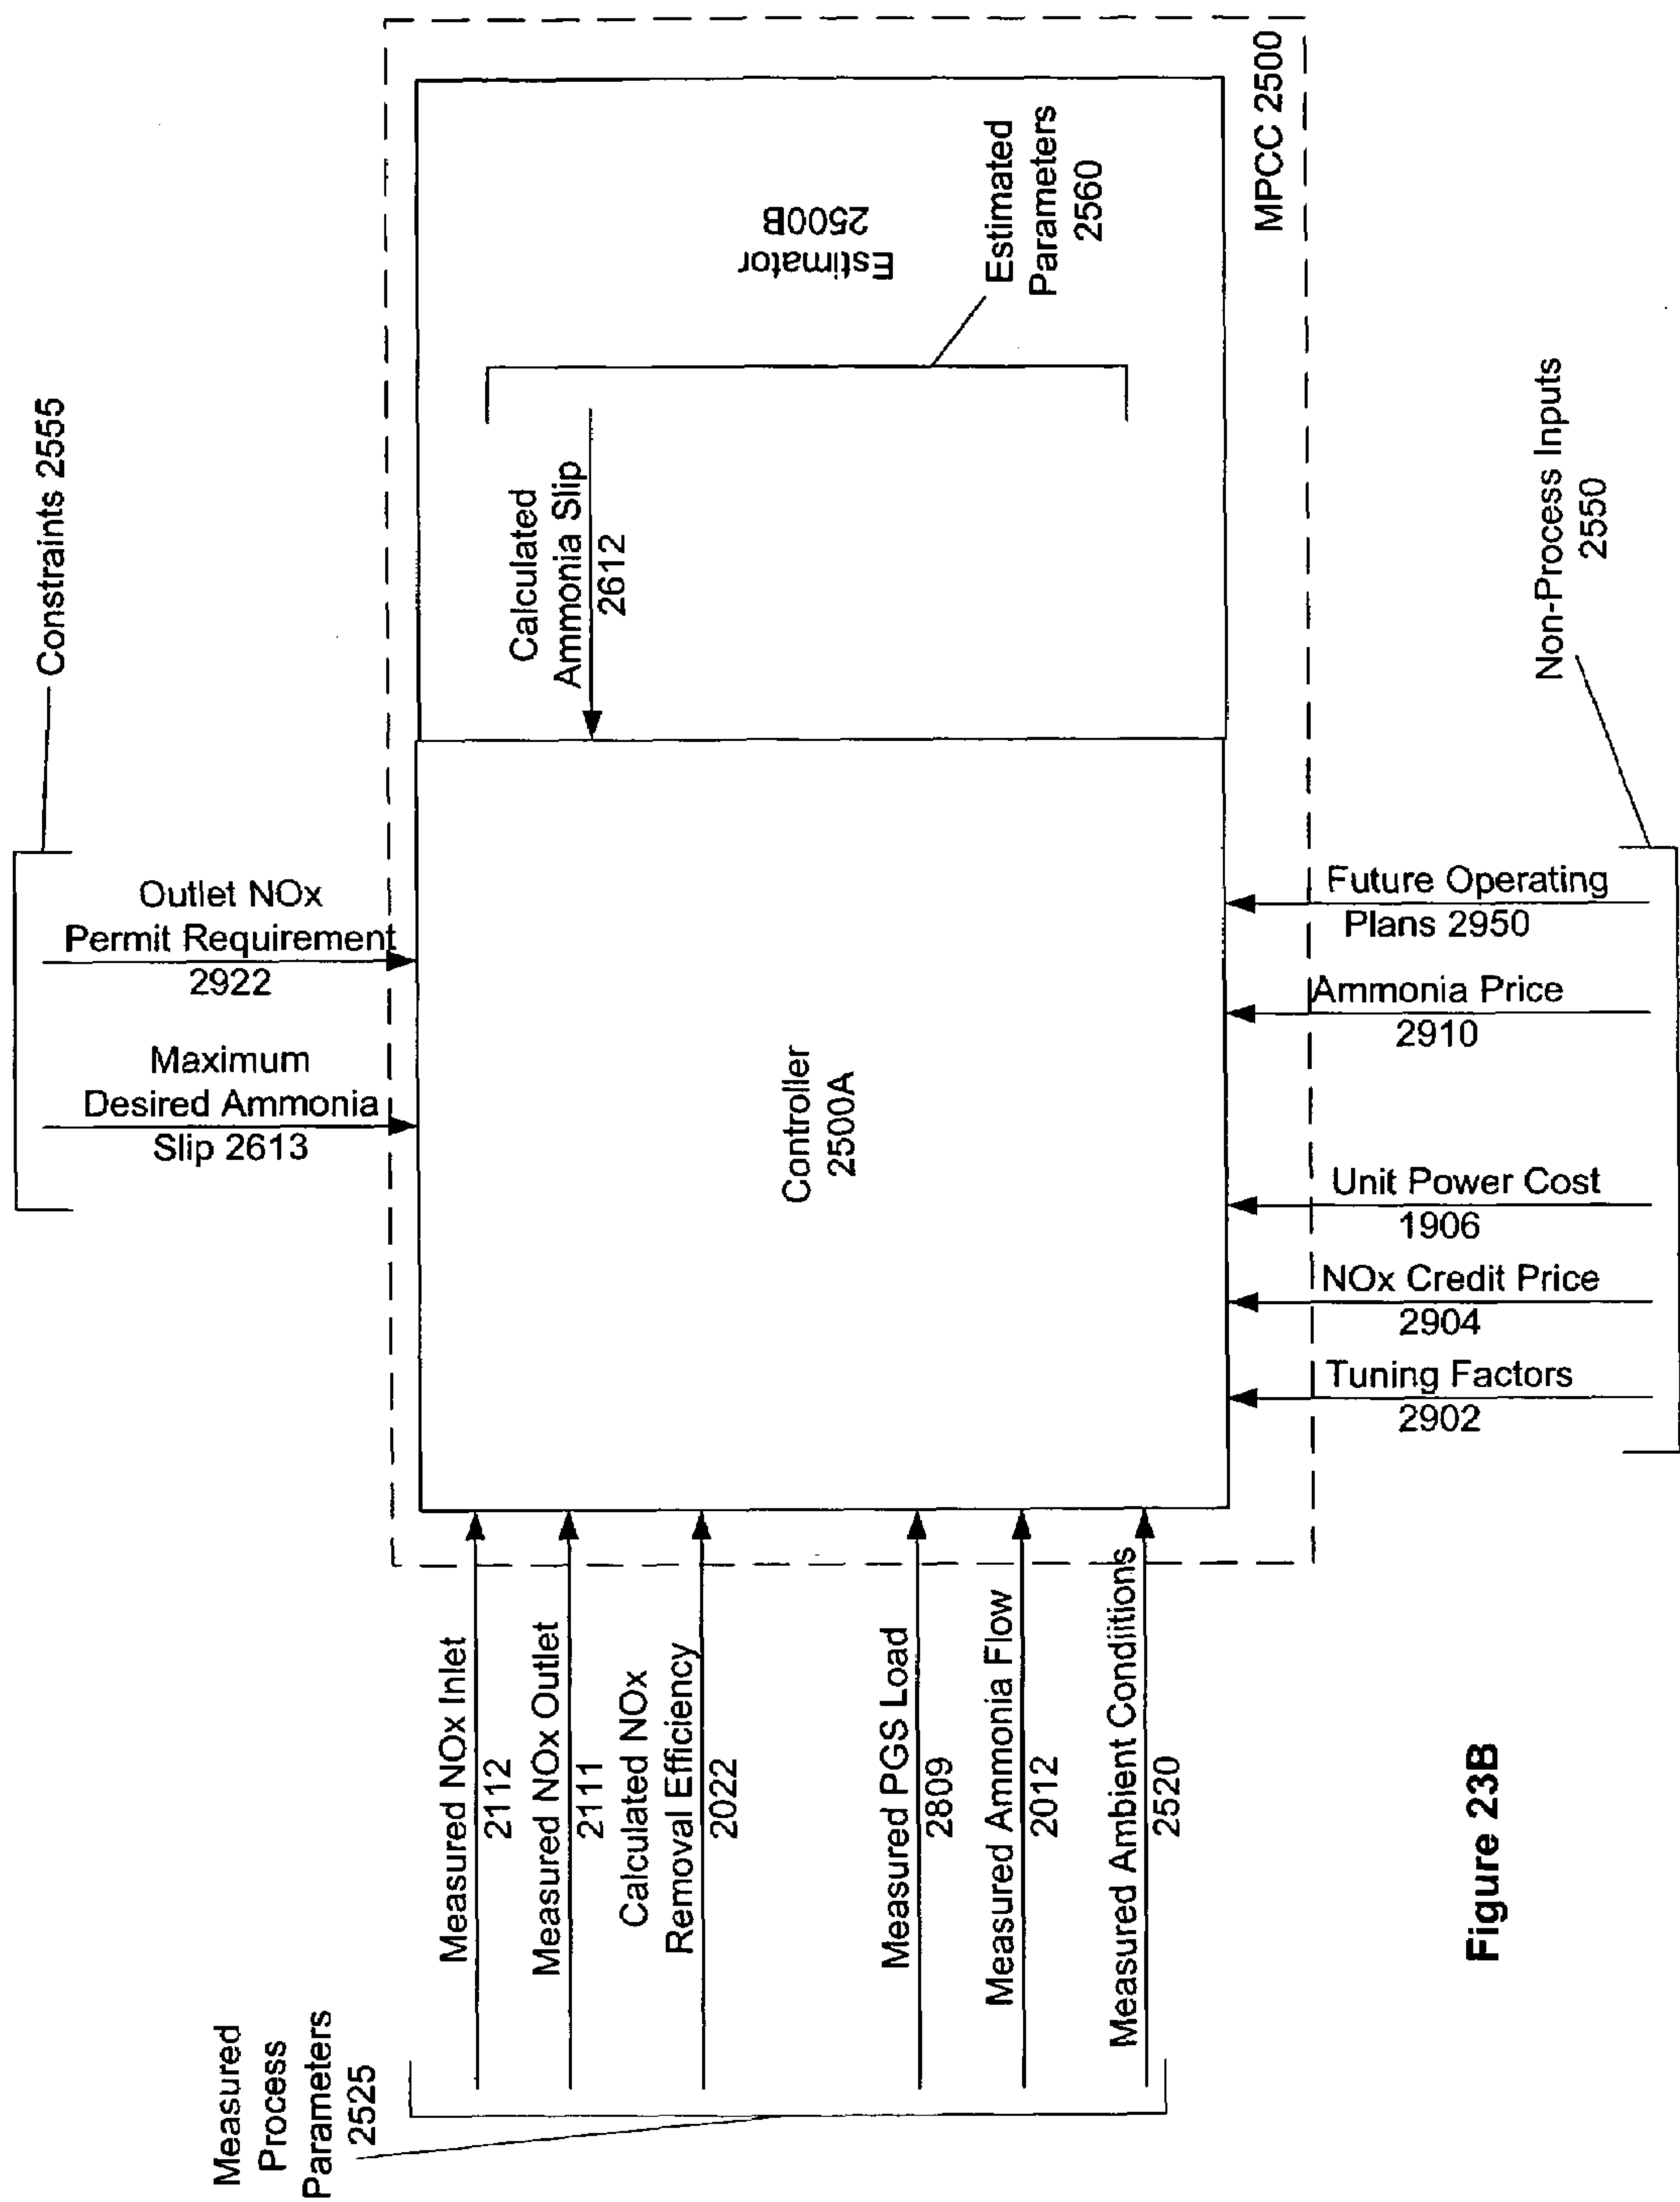 Constraints 2555
Outlet NOx
Permit Requirement
2922
Maximum
Desired Ammonia
Slip 2613
Measured
Process
Parameters
2525
Measured NOx Inlet
2112
Measured NOx Outlet
2111
Calculated NOx
Removal Efficiency
2022
Measured PGS Load
2809
Measured Ammonia Flow
2012
Measured Ambient Condiitions
2520
Controller
2500A
Calculated
Ammonia Slip
2612
Estimator
2500B
Estimated
Parameters
2560
MPCC 2500
Future Operating
Plans 2950
Ammonia Price
2910
Unit Power Cost
1906
NOx Credit Price
2904
Tuning Factors
2902
Non-Process Inputs
2550
Figure 23B